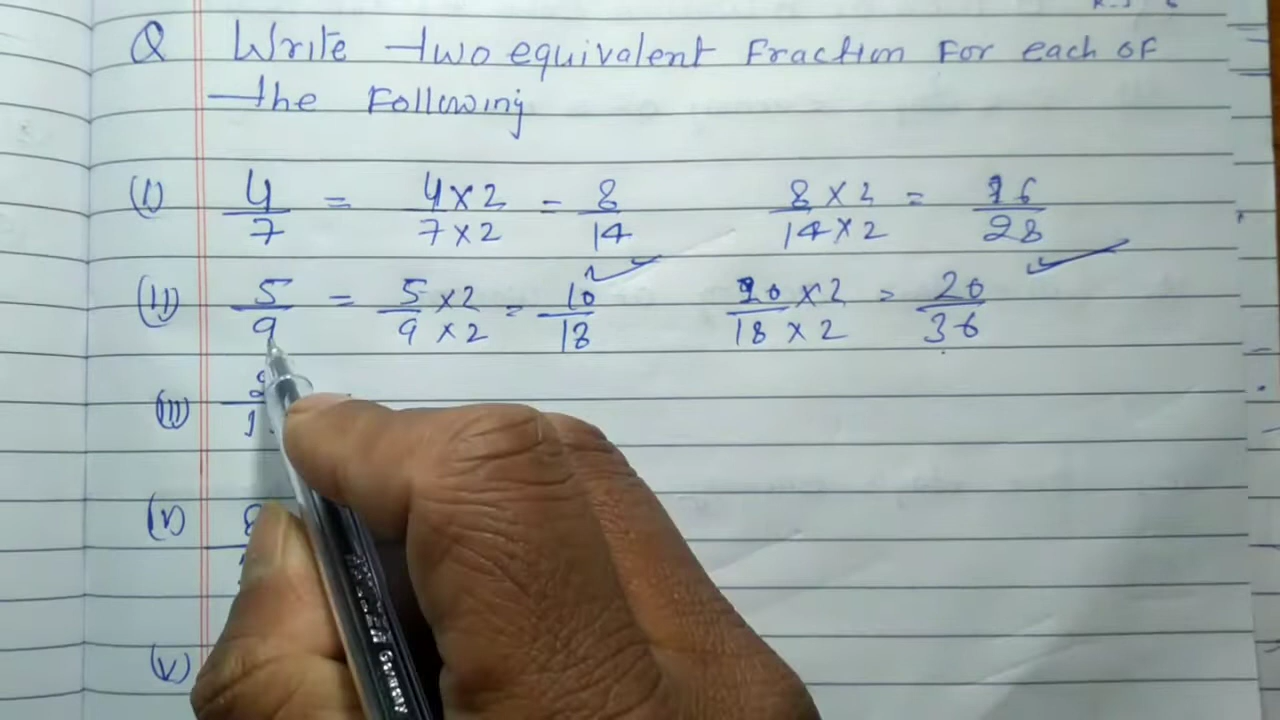 Q Write two equivalent Fraction For each of
the Following
(I) 4/7 = 4×2/7×2 = 8/14 8×2/14×2 = 16/28
(II) 5/9 = 5×2/9×2 = 10/18 10×2/18×2 = 20/36
(III)
(V)
Germany